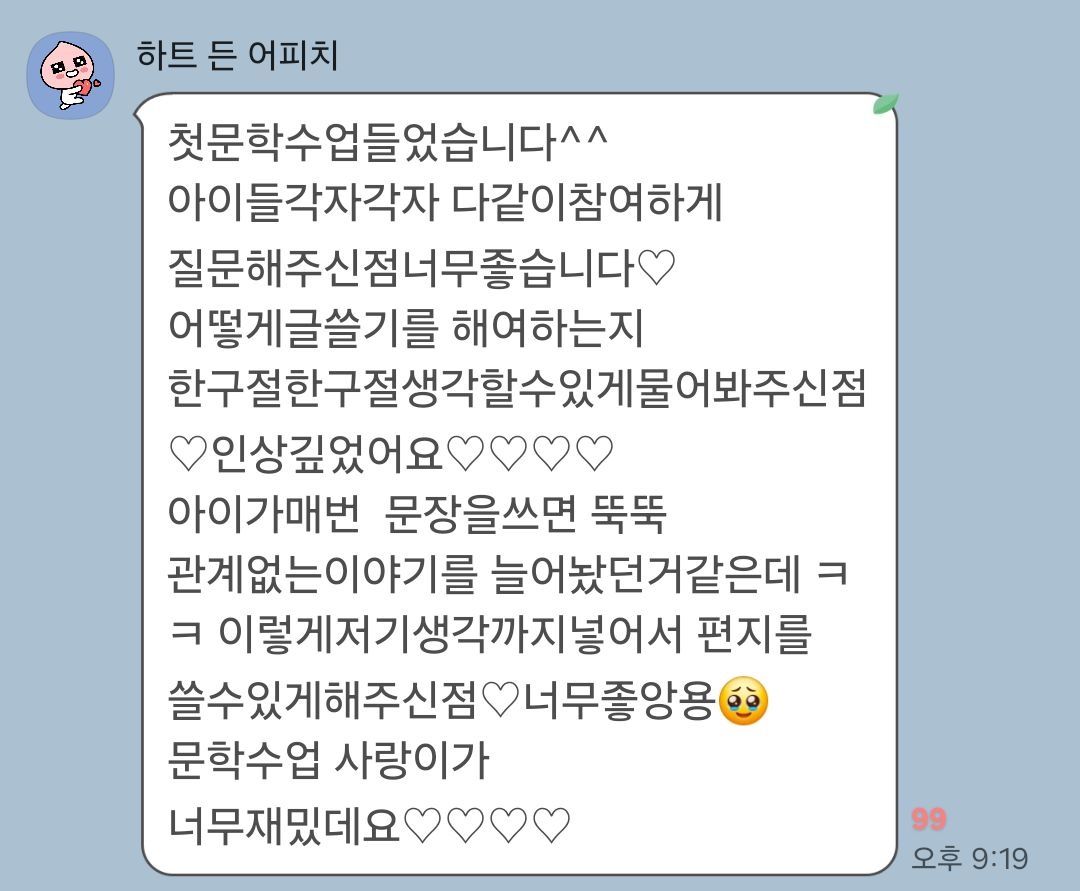 하트 든 어피치
첫문학수업들었습니다^^
아이들각자각자 다같이참여하게
질문해주신점너무좋습니다♡
어떻게글쓸기를 해여하는지
한구절한구절생각할수있게물어봐주신점
♡인상깊었어요♡♡♡♡
아이가매번  문장을쓰면 뚝뚝
관계없는이야기를 늘어놨던거같은데 ㅋ
ㅋ 이렇게저기생각까지넣어서 편지를
쓸수있게해주신점♡너무좋앙용🥹
문학수업 사랑이가
너무재밌데요♡♡♡♡
99
오후 9:19